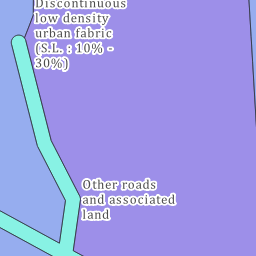 Discontinuous
low density
urban fabric
(S.L. : 10% -
30%)
Other roads
and associated
land